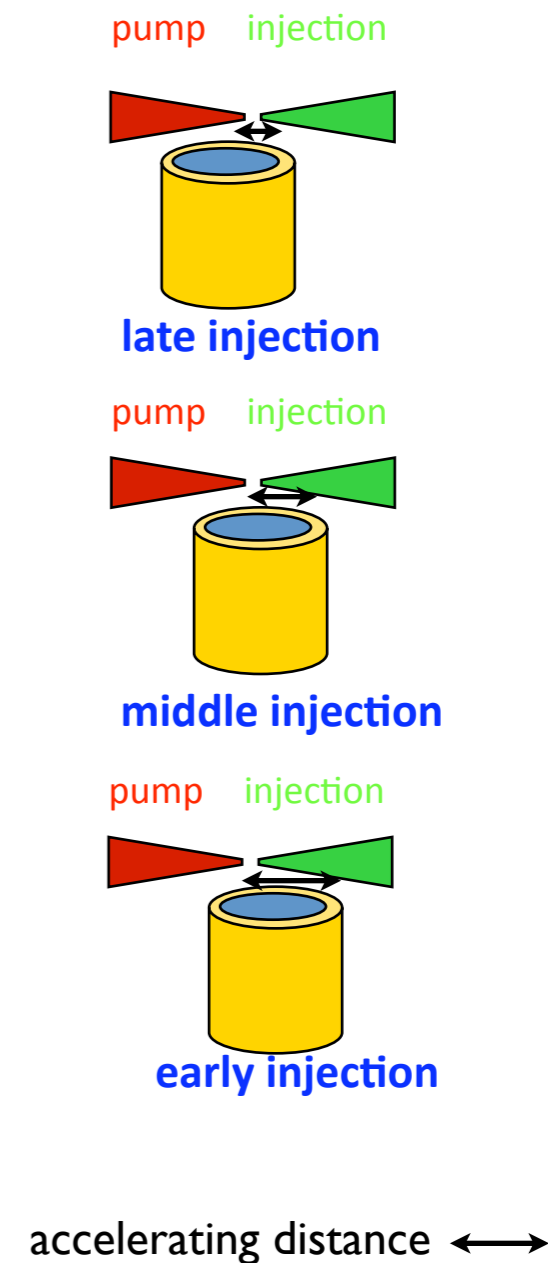 pump injection
late injection
pump injection
middle injection
pump injection
early injection
accelerating distance